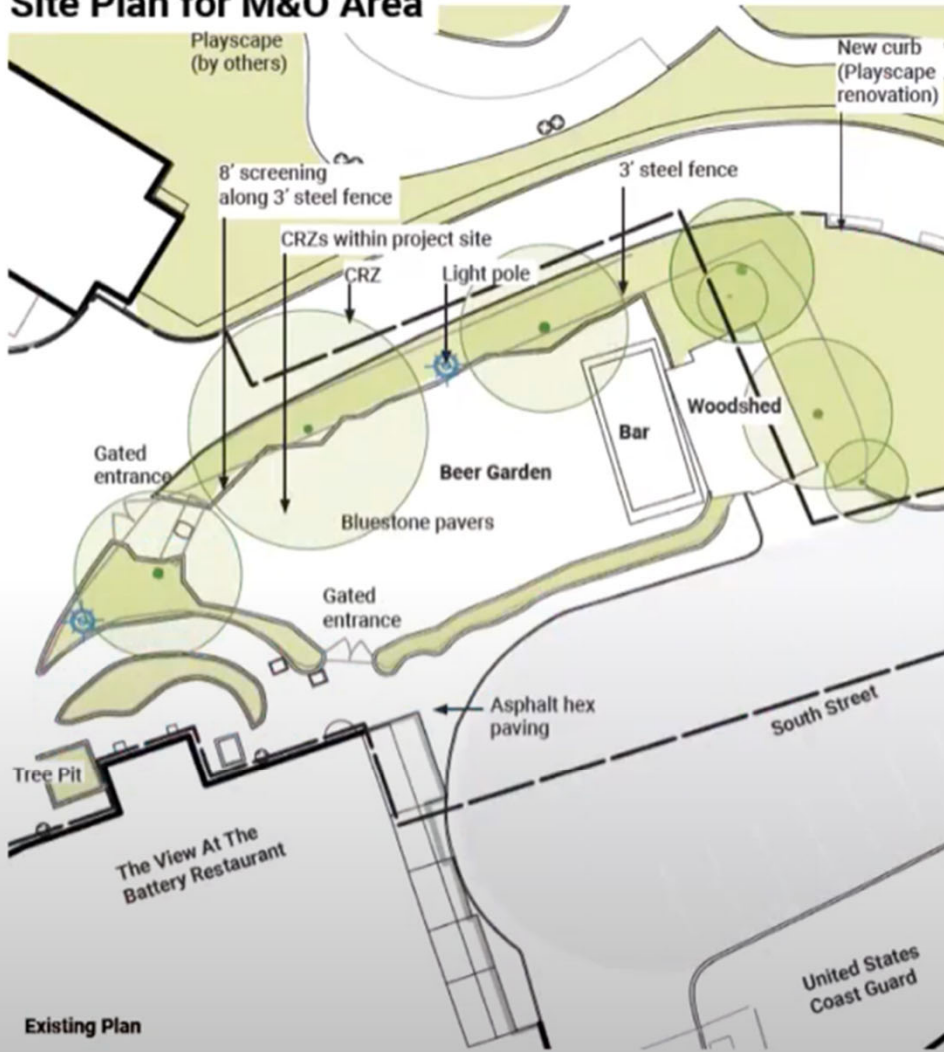 Site Plan for M&O Area
Playscape
(by others)
New curb
(Playscape
renovation)
8' screening
along 3' steel fence
3' steel fence
CRZs within project site
CRZ
Light pole
Woodshed
Bar
Gated
entrance
Beer Garden
Bluestone pavers
Gated
entrance
Asphalt hex
paving
South Street
Tree Pit
The View At The
Battery Restaurant
United States
Coast Guard
Existing Plan